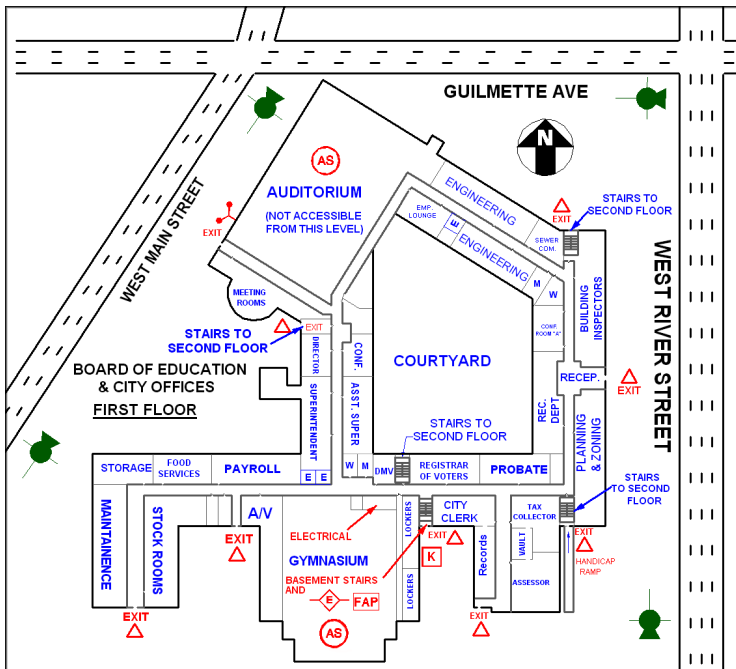 GUILMETTE AVE
N
AS
AUDITORIUM
(NOT ACCESSIBLE
FROM THIS LEVEL)
EXIT
WEST MAIN STREET
ENGINEERING
EMP.
LOUNGE
E
ENGINEERING
SEWER
COM.
EXIT
STAIRS TO
SECOND FLOOR
WEST RIVER STREET
M
W
BUILDING
INSPECTORS
MEETING
ROOMS
EXIT
STAIRS TO
SECOND FLOOR
CONF.
ROOM "A"
BOARD OF EDUCATION
& CITY OFFICES
FIRST FLOOR
DIRECTOR
SUPERINTENDENT
CONF.
ASST. SUPER
COURTYARD
RECEP.
EXIT
REC.
DEPT
PLANNING
& ZONING
STAIRS TO
SECOND FLOOR
STORAGE
FOOD
SERVICES
PAYROLL
E
E
W
M
DMV
REGISTRAR
OF VOTERS
PROBATE
STAIRS
TO SECOND
FLOOR
MAINTAINENCE
STOCK ROOMS
A/V
LOCKERS
CITY
CLERK
TAX
COLLECTOR
EXIT
ELECTRICAL
EXIT
EXIT
GYMNASIUM
K
Records
VAULT
HANDICAP
RAMP
BASEMENT STAIRS
AND
E
FAP
LOCKERS
ASSESSOR
EXIT
AS
EXIT